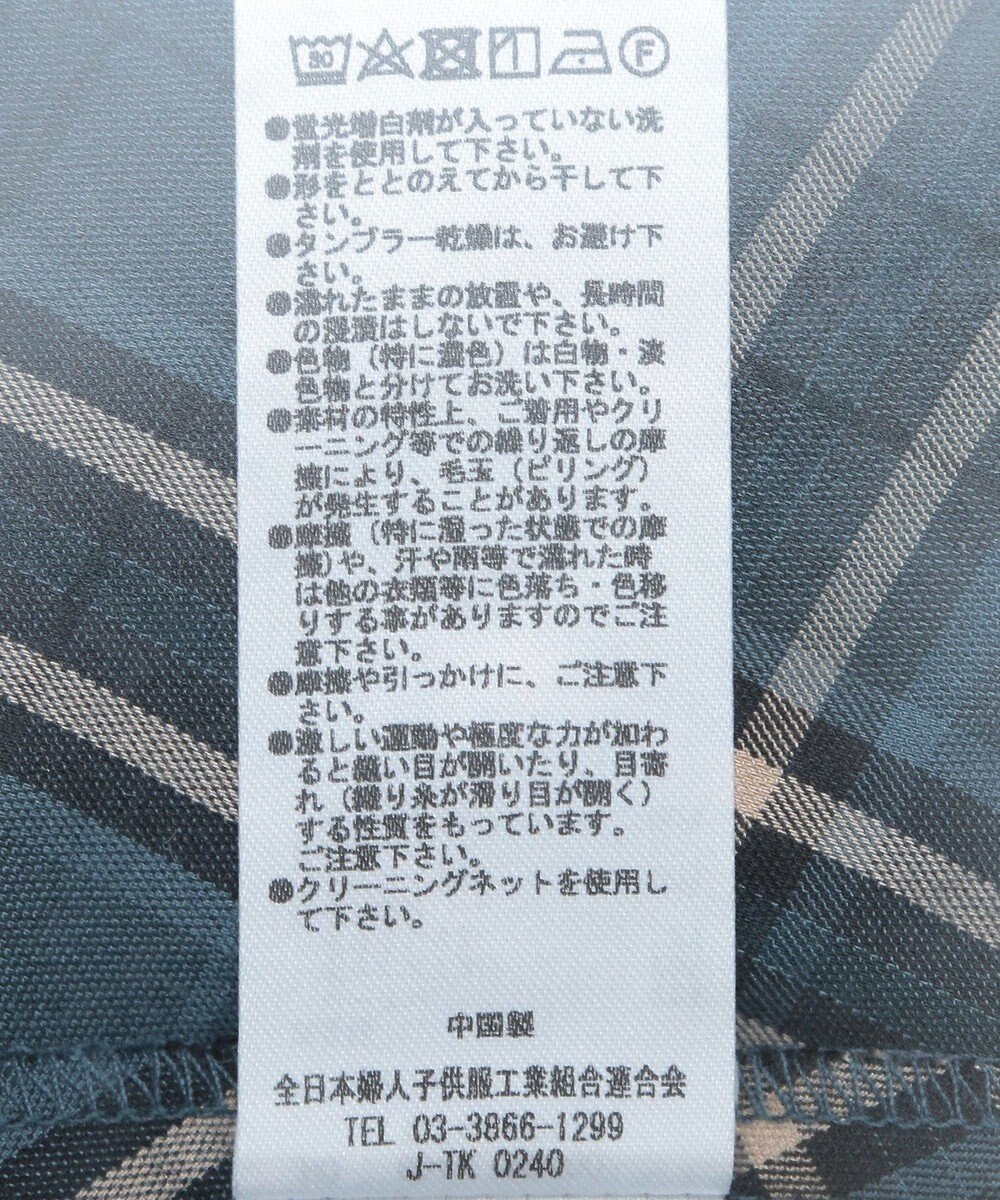 30 F
●蛍光増白剤が入っていない洗
剤を使用して下さい。
●形をととのえてから干して下
さい。
●タンブラー乾燥は、お避け下
さい。
●濡れたままの放置や、長時間
の浸漬はしないで下さい。
●色物（特に濃色）は白物・淡
色物と分けてお洗い下さい。
●素材の特性上、ご着用やクリ
ーニング等での繰り返しの摩
擦により、毛玉（ピリング）
が発生することがあります。
●摩擦（特に湿った状態での摩
擦)や、汗や雨等で濡れた時
は他の衣類等に色落ち・色移
りする事がありますのでご注
意下さい。
●摩擦や引っかけに、ご注意下
さい。
●激しい運動や極度な力が加わ
ると縫い目が開いたり、目寄
れ（織り糸が滑り目が開く）
する性質をもっています。
ご注意下さい。
●クリーニングネットを使用し
て下さい。
中国製
全日本婦人子供服工業組合連合会
TEL 03-3866-1299
J-TK 0240